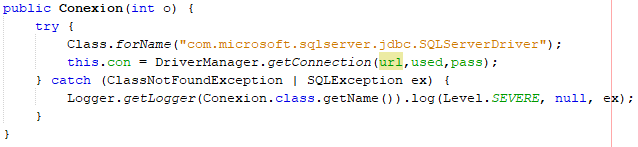 public Conexion(int o) {
try {
Class.forName("com.microsoft.sqlserver.jdbc.SQLServerDriver");
this.con = DriverManager.getConnection(url,used,pass);
} catch (ClassNotFoundException | SQLException ex) {
Logger.getLogger(Conexion.class.getName()).log(Level.SEVERE, null, ex);
}
}